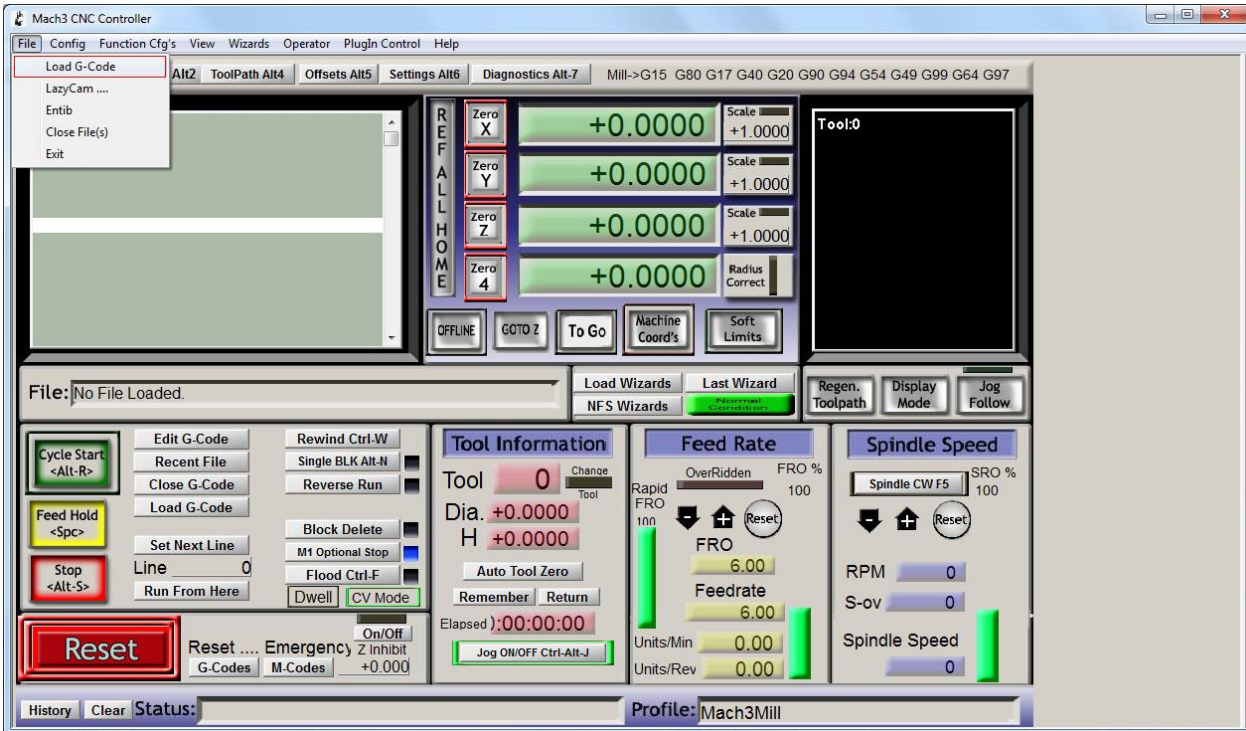 Mach3 CNC Controller
File Config Function Cfg's View Wizards Operator PlugIn Control Help
Load G-Code
LazyCam ....
Entib
Close File(s)
Exit
Alt2 ToolPath Alt4 Offsets Alt5 Settings Alt6 Diagnostics Alt-7 Mill->G15 G80 G17 G40 G20 G90 G94 G54 G49 G99 G64 G97
REF ALL HOME
Zero X +0.0000 Scale +1.0000
Zero Y +0.0000 Scale +1.0000
Zero Z +0.0000 Scale +1.0000
Zero 4 +0.0000 Radius Correct
OFFLINE GOTO Z To Go Machine Coord's Soft Limits
Tool:0
File: No File Loaded.
Load Wizards Last Wizard
NFS Wizards Normal Condition
Regen. Toolpath Display Mode Jog Follow
Cycle Start <Alt-R>
Feed Hold <Spc>
Stop <Alt-S>
Edit G-Code
Recent File
Close G-Code
Load G-Code
Set Next Line
Line 0
Run From Here
Rewind Ctrl-W
Single BLK Alt-N
Reverse Run
Block Delete
M1 Optional Stop
Flood Ctrl-F
Dwell CV Mode
Reset
Reset .... Emergency
G-Codes M-Codes
On/Off
Z Inhibit
+0.000
Tool Information
Tool 0 Change Tool
Dia. +0.0000
H +0.0000
Auto Tool Zero
Remember Return
Elapsed ):00:00:00
Jog ON/OFF Ctrl-Alt-J
Feed Rate
OverRidden FRO %
100
Rapid FRO
100
Reset
FRO
6.00
Feedrate
6.00
Units/Min 0.00
Units/Rev 0.00
Spindle Speed
Spindle CW F5 SRO %
100
Reset
RPM 0
S-ov 0
Spindle Speed
0
History Clear Status:
Profile: Mach3Mill